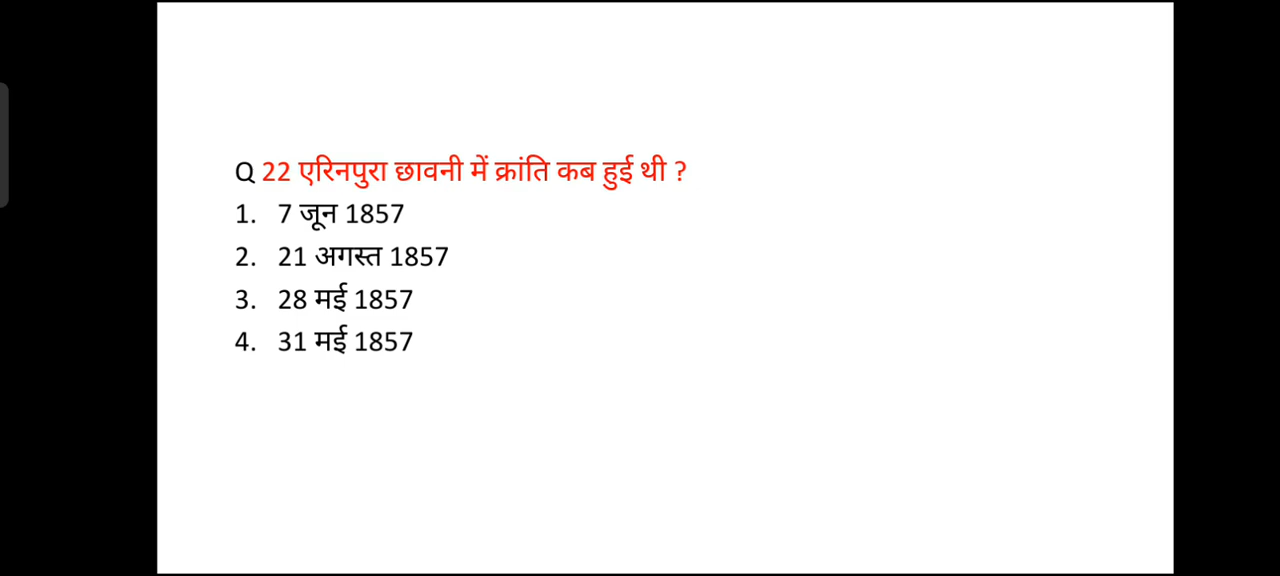 Q 22 एरिनपुरा छावनी में क्रांति कब हुई थी ?
1. 7 जून 1857
2. 21 अगस्त 1857
3. 28 मई 1857
4. 31 मई 1857